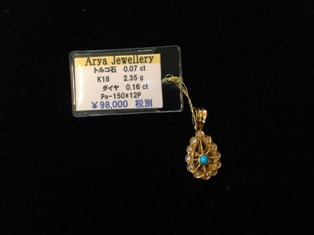 Arya Jewellery
トルコ石 0.07 ct
K18 2.35 g
ダイヤ 0.16 ct
Pe-150*12P
¥98,000 税別